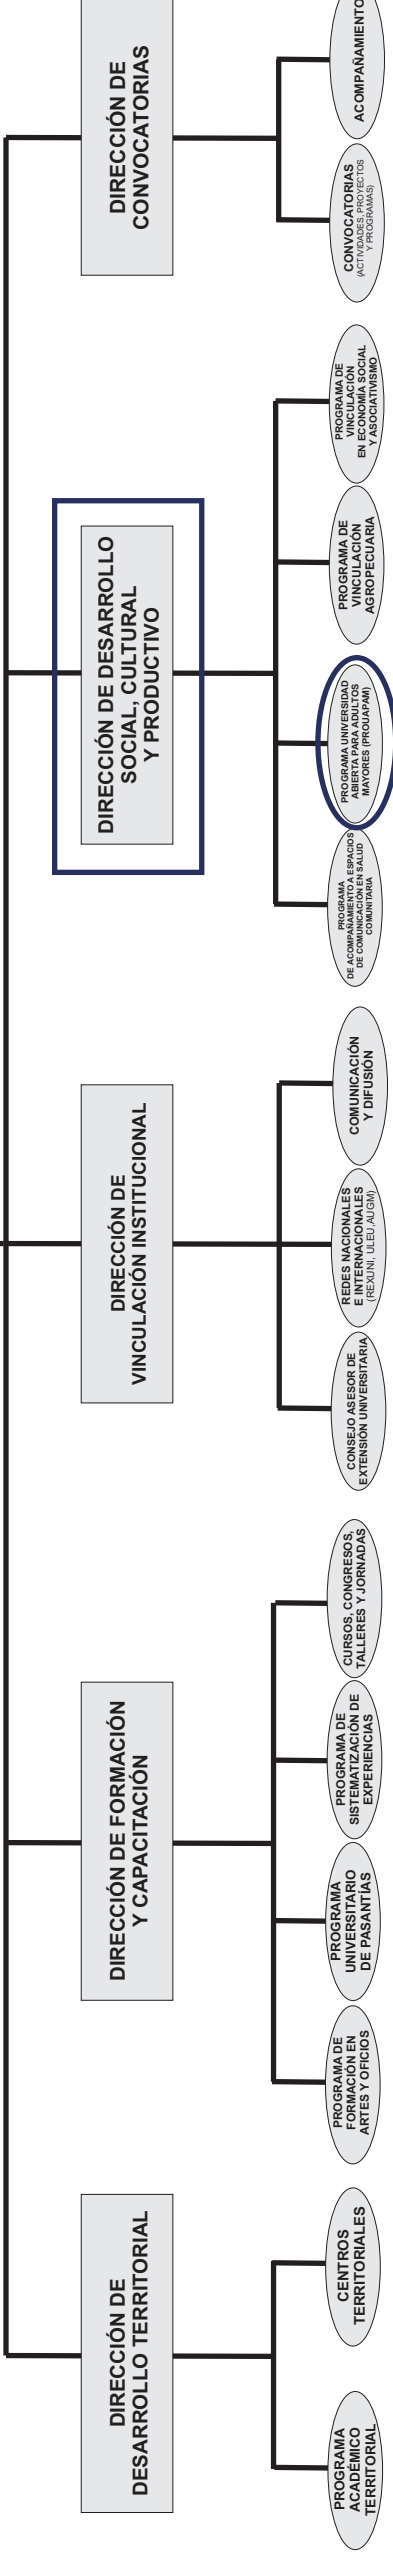 DIRECCIÓN DE
DESARROLLO TERRITORIAL
PROGRAMA
ACADÉMICO
TERRITORIAL
CENTROS
TERRITORIALES
DIRECCIÓN DE FORMACIÓN
Y CAPACITACIÓN
PROGRAMA DE
FORMACIÓN EN
ARTES Y OFICIOS
PROGRAMA
UNIVERSITARIO
DE PASANTÍAS
PROGRAMA DE
SISTEMATIZACIÓN DE
EXPERIENCIAS
CURSOS, CONGRESOS,
TALLERES Y JORNADAS
DIRECCIÓN DE
VINCULACIÓN INSTITUCIONAL
CONSEJO ASESOR DE
EXTENSIÓN UNIVERSITARIA
REDES NACIONALES
E INTERNACIONALES
(REXUNI, ULEU,AUGM)
COMUNICACIÓN
Y DIFUSIÓN
DIRECCIÓN DE DESARROLLO
SOCIAL, CULTURAL
Y PRODUCTIVO
PROGRAMA
DE ACOMPAÑAMIENTO A ESPACIOS
DE COMUNICACIÓN EN SALUD
COMUNITARIA
PROGRAMA UNIVERSIDAD
ABIERTA PARA ADULTOS
MAYORES (PROUAPAM)
PROGRAMA DE
VINCULACIÓN
AGROPECUARIA
PROGRAMA DE
VINCULACIÓN
EN ECONOMÍA SOCIAL
Y ASOCIATIVISMO
DIRECCIÓN DE
CONVOCATORIAS
CONVOCATORIAS
(ACTIVIDADES, PROYECTOS
Y PROGRAMAS)
ACOMPAÑAMIENTO